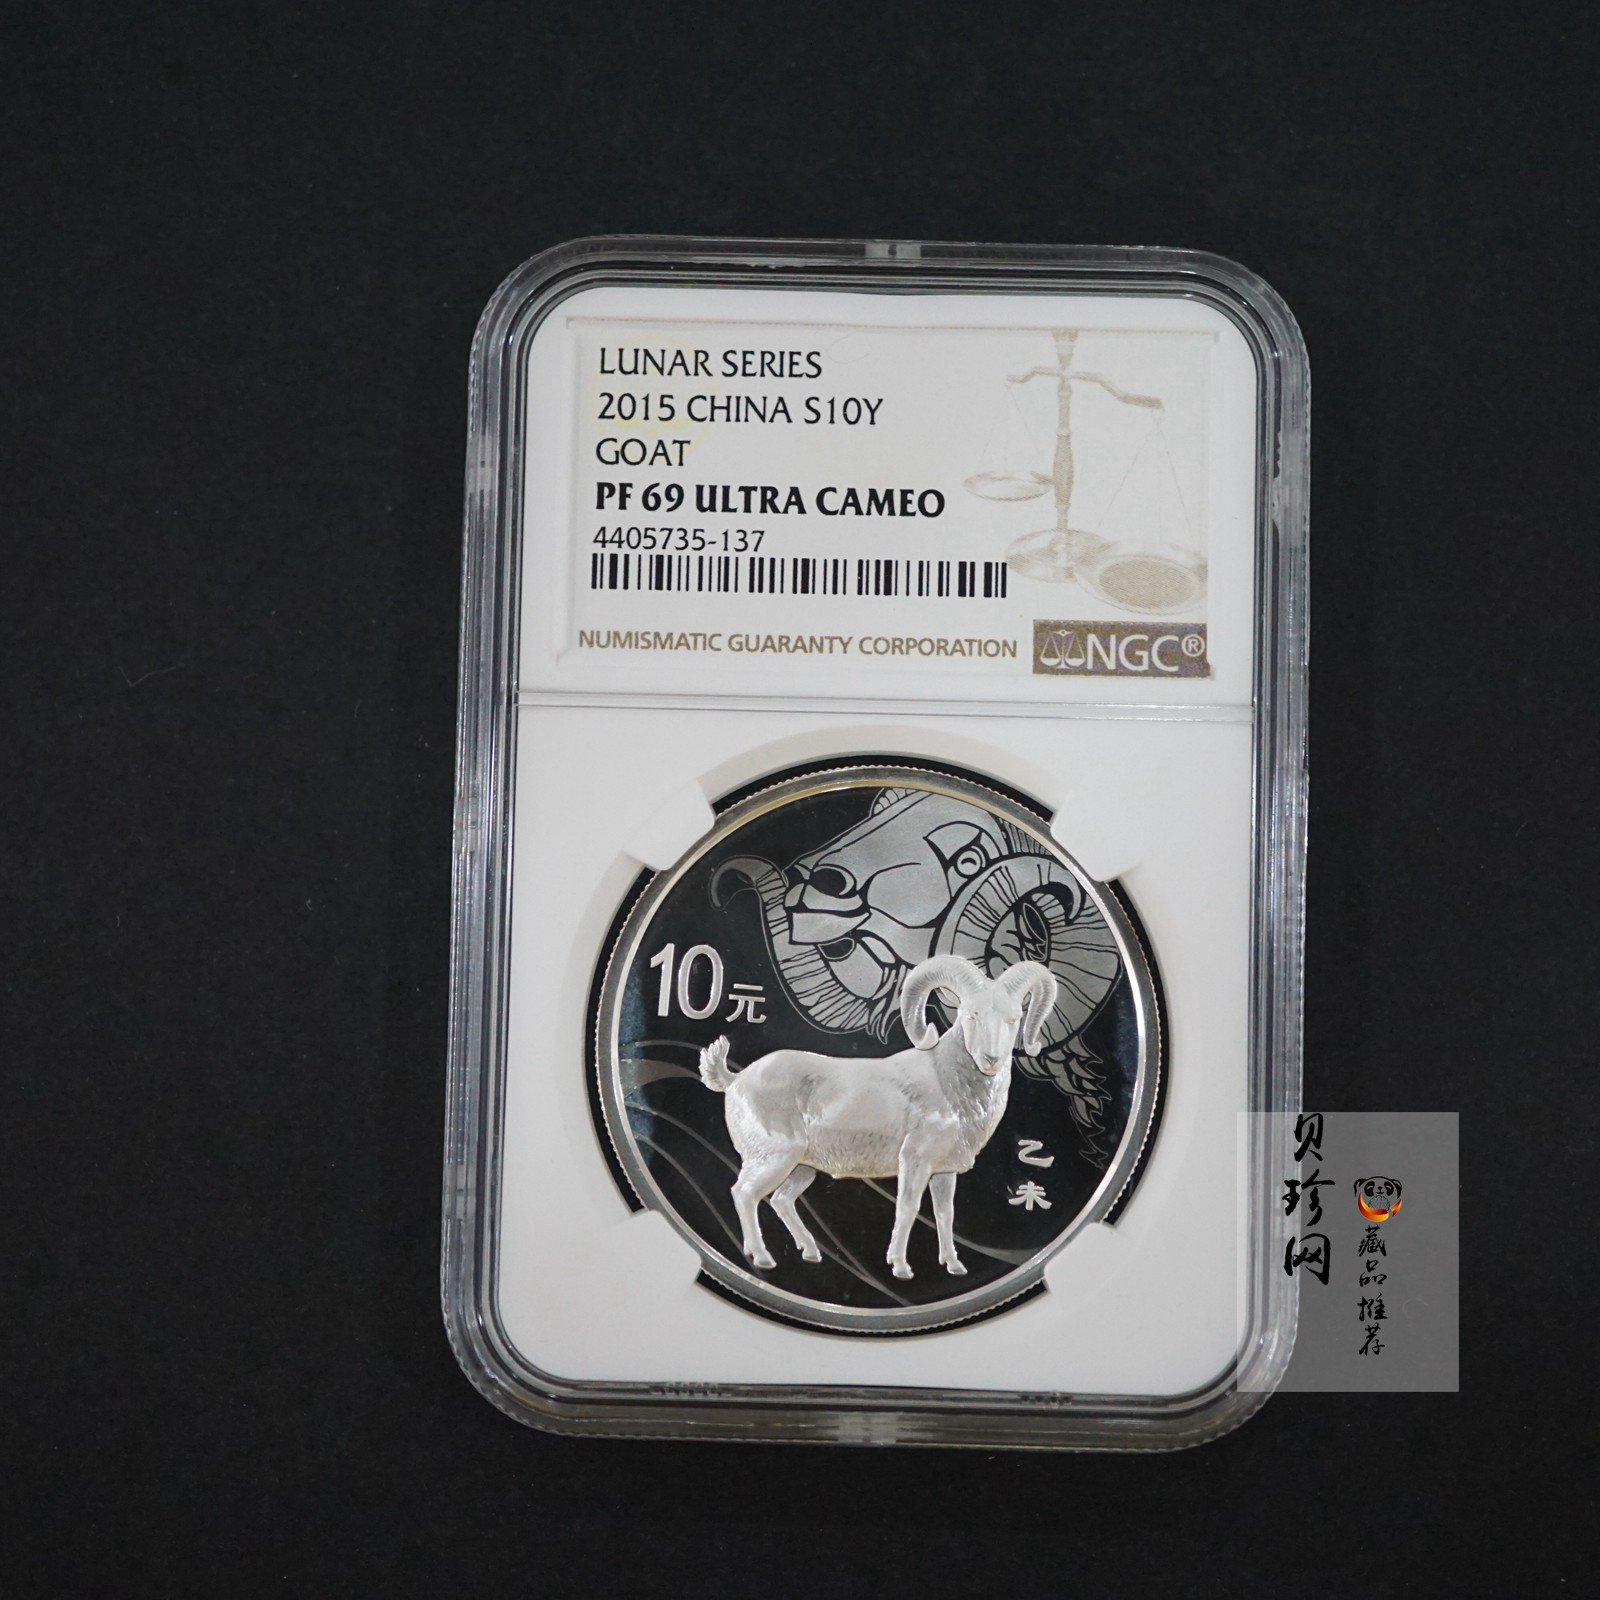 LUNAR SERIES
2015 CHINA S10Y
GOAT
PF 69 ULTRA CAMEO
4405735-137
NUMISMATIC GUARANTY CORPORATION NGC®
10元
乙
未
贝珍网
藏品推荐